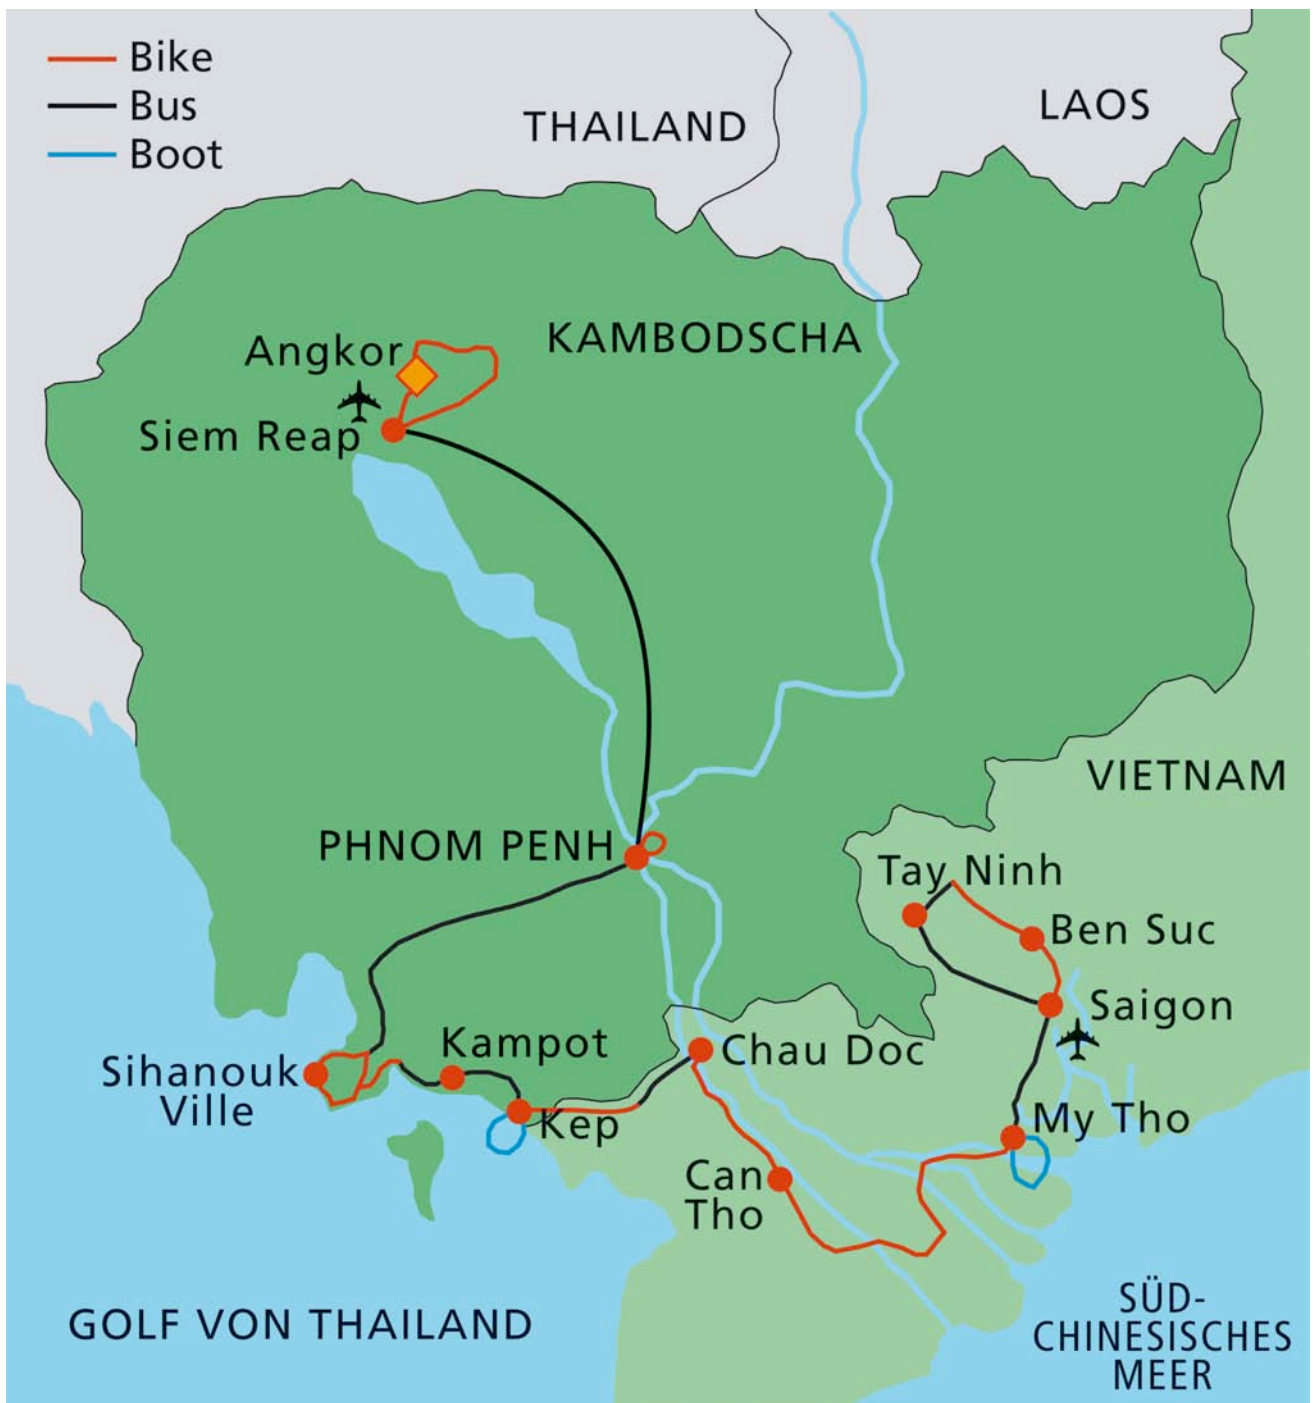 Bike
Bus
Boot
THAILAND
LAOS
KAMBODSCHA
Angkor
Siem Reap
VIETNAM
PHNOM PENH
Tay Ninh
Ben Suc
Saigon
Kampot
Chau Doc
Sihanouk
Ville
Kep
My Tho
Can
Tho
GOLF VON THAILAND
SÜD-
CHINESISCHES
MEER